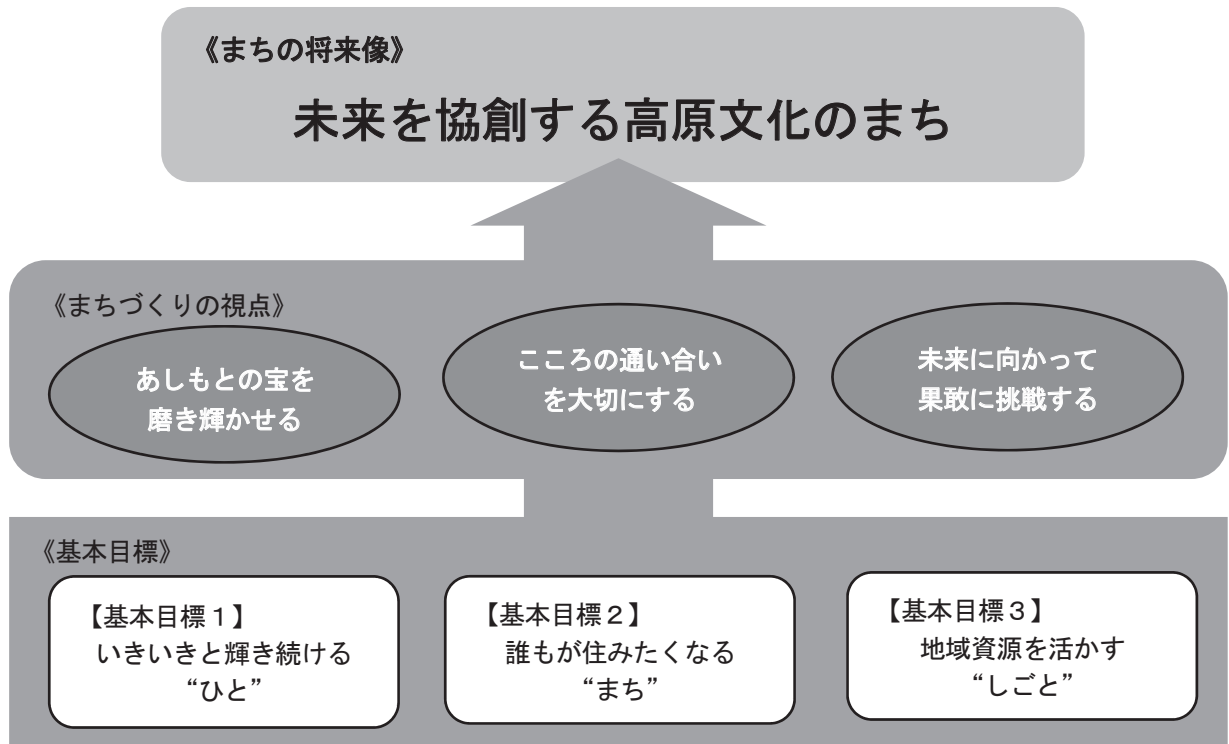 《まちの将来像》
未来を協創する高原文化のまち
《まちづくりの視点》
あしもとの宝を
磨き輝かせる
こころの通い合い
を大切にする
未来に向かって
果敢に挑戦する
《基本目標》
【基本目標１】
いきいきと輝き続ける
“ひと”
【基本目標２】
誰もが住みたくなる
“まち”
【基本目標３】
地域資源を活かす
“しごと”